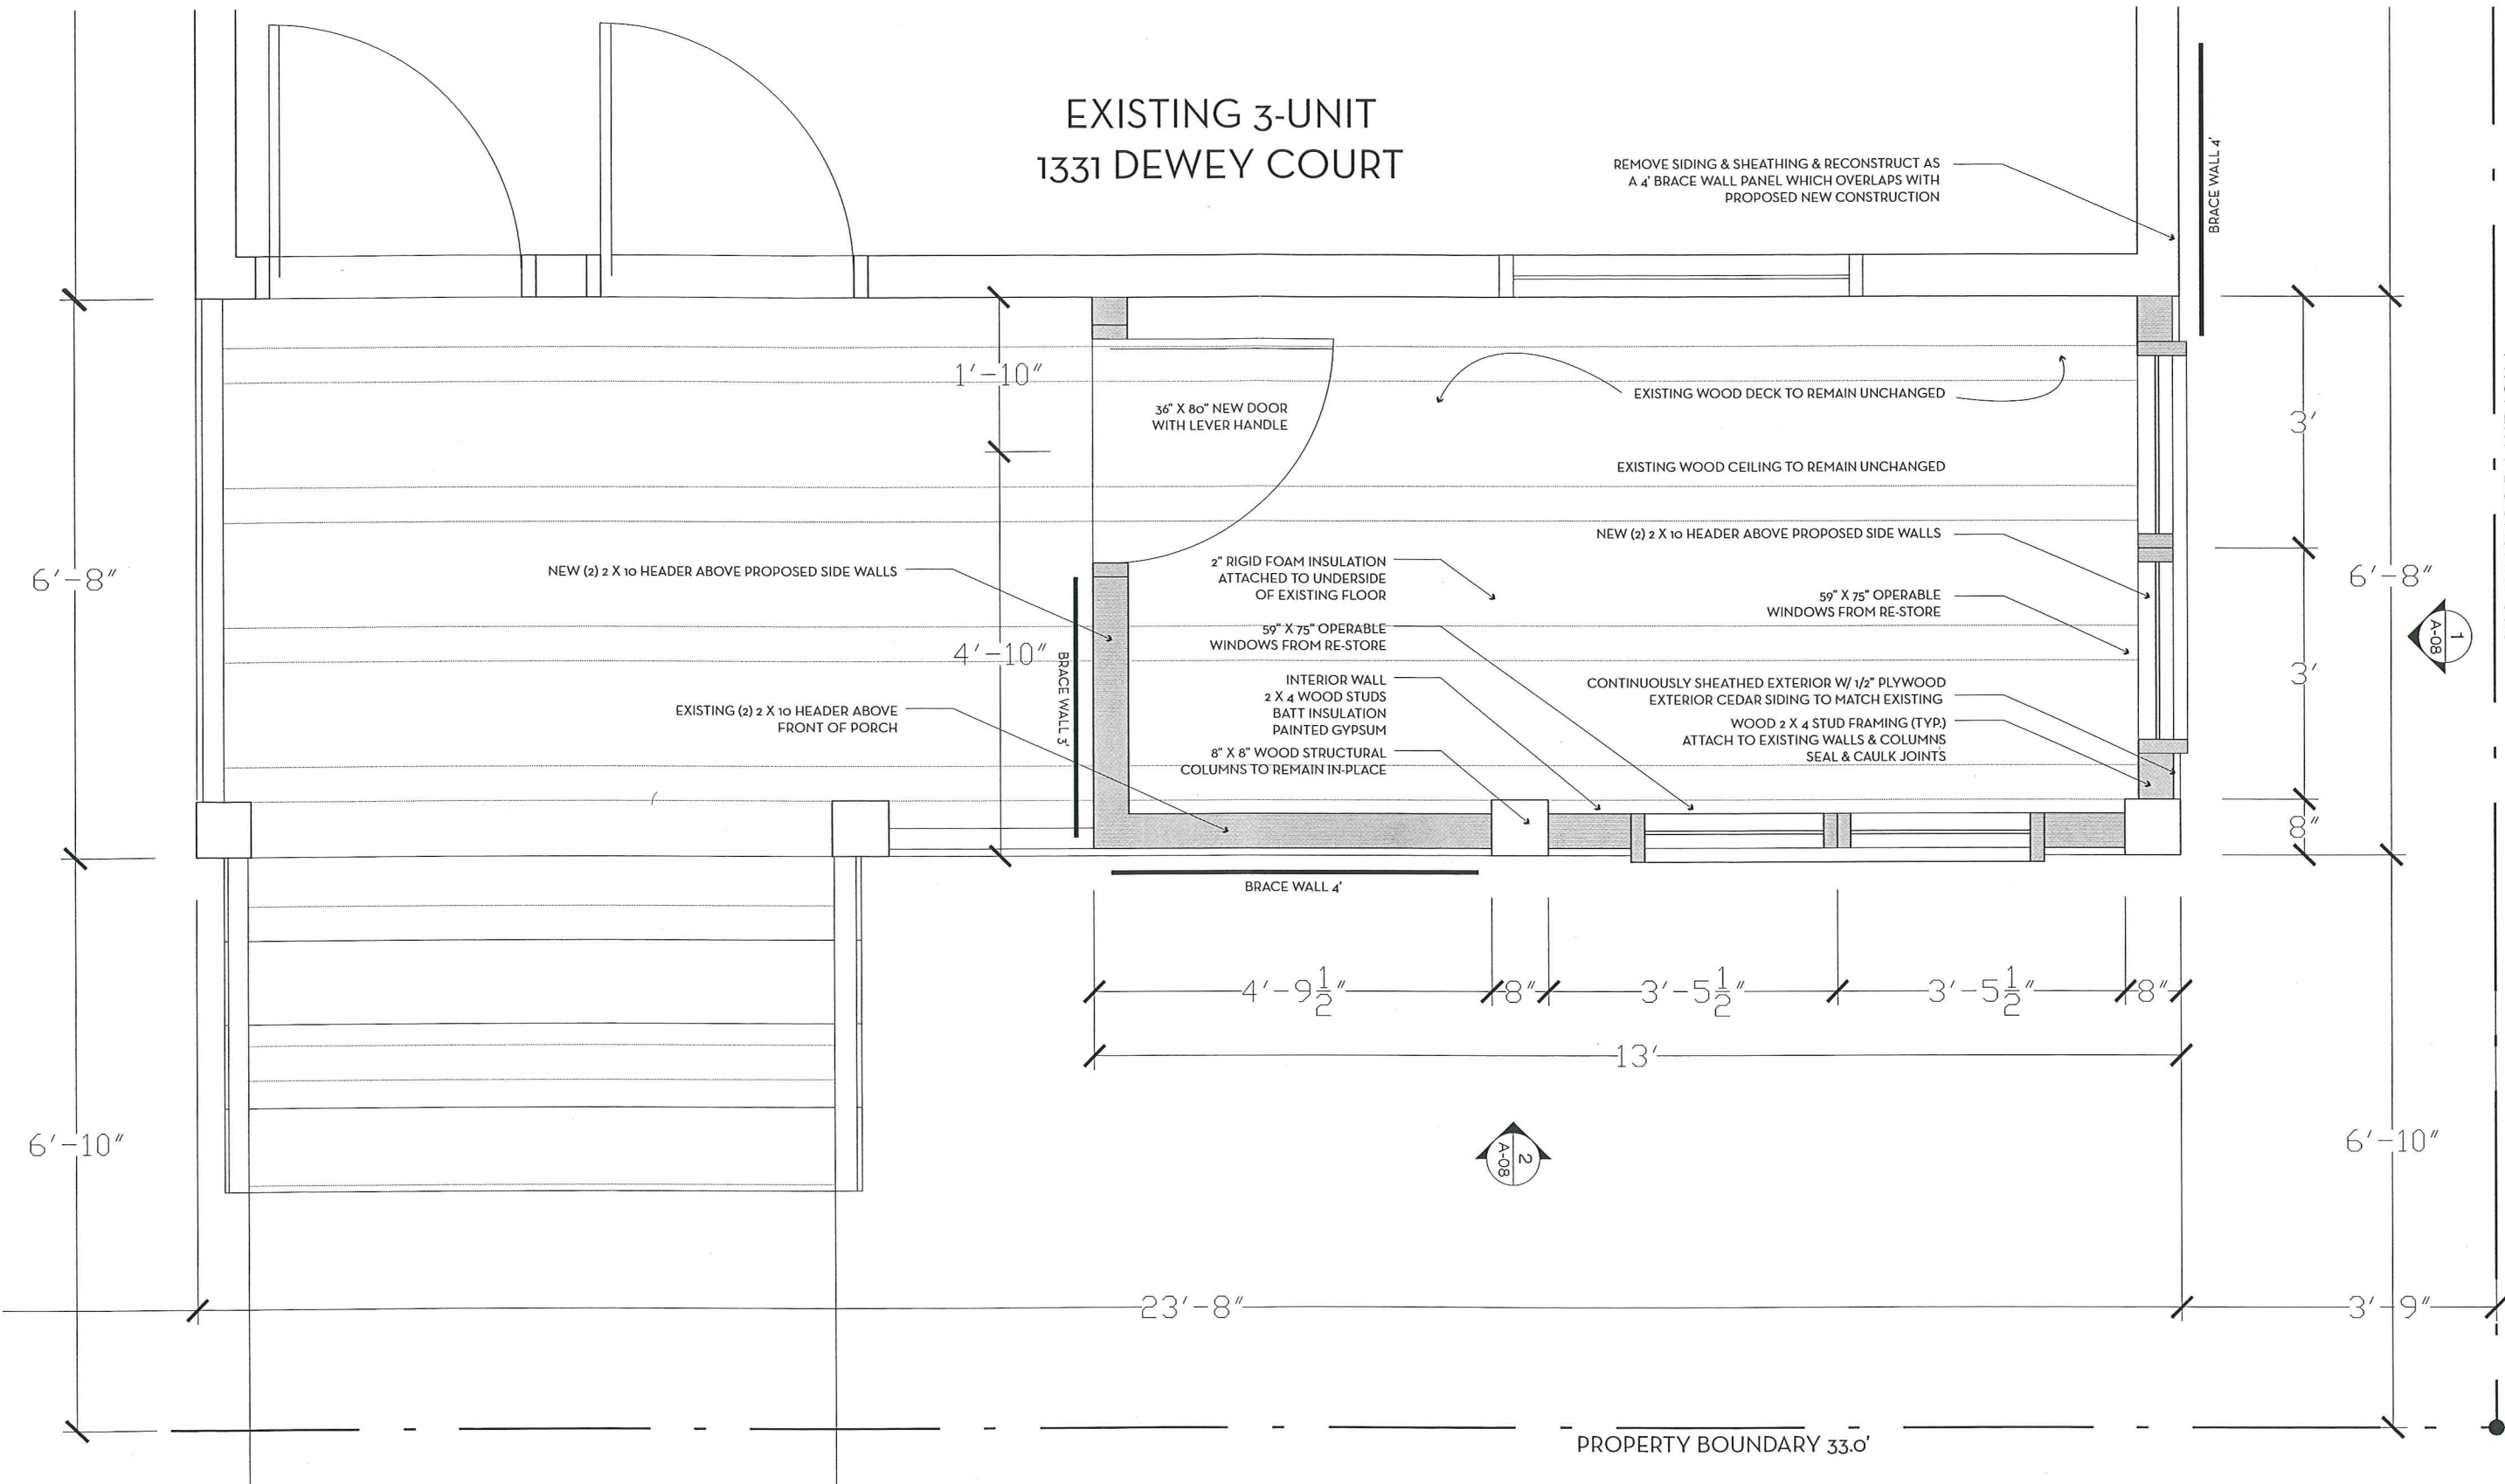 EXISTING 3-UNIT
1331 DEWEY COURT
REMOVE SIDING & SHEATHING & RECONSTRUCT AS
A 4' BRACE WALL PANEL WHICH OVERLAPS WITH
PROPOSED NEW CONSTRUCTION
BRACE WALL 4'
1'-10"
36" X 80" NEW DOOR
WITH LEVER HANDLE
EXISTING WOOD DECK TO REMAIN UNCHANGED
3'
EXISTING WOOD CEILING TO REMAIN UNCHANGED
NEW (2) 2 X 10 HEADER ABOVE PROPOSED SIDE WALLS
6'-8"
NEW (2) 2 X 10 HEADER ABOVE PROPOSED SIDE WALLS
2" RIGID FOAM INSULATION
ATTACHED TO UNDERSIDE
OF EXISTING FLOOR
6'-8"
59" X 75" OPERABLE
WINDOWS FROM RE-STORE
1
A-08
59" X 75" OPERABLE
WINDOWS FROM RE-STORE
4'-10"
BRACE WALL 3'
3'
INTERIOR WALL
2 X 4 WOOD STUDS
BATT INSULATION
PAINTED GYPSUM
CONTINUOUSLY SHEATHED EXTERIOR W/ 1/2" PLYWOOD
EXTERIOR CEDAR SIDING TO MATCH EXISTING
EXISTING (2) 2 X 10 HEADER ABOVE
FRONT OF PORCH
WOOD 2 X 4 STUD FRAMING (TYP.)
ATTACH TO EXISTING WALLS & COLUMNS
SEAL & CAULK JOINTS
8" X 8" WOOD STRUCTURAL
COLUMNS TO REMAIN IN-PLACE
8"
BRACE WALL 4'
4'-9 1/2"
8"
3'-5 1/2"
3'-5 1/2"
8"
13'
6'-10"
2
A-08
6'-10"
23'-8"
3'-9"
PROPERTY BOUNDARY 33.0'